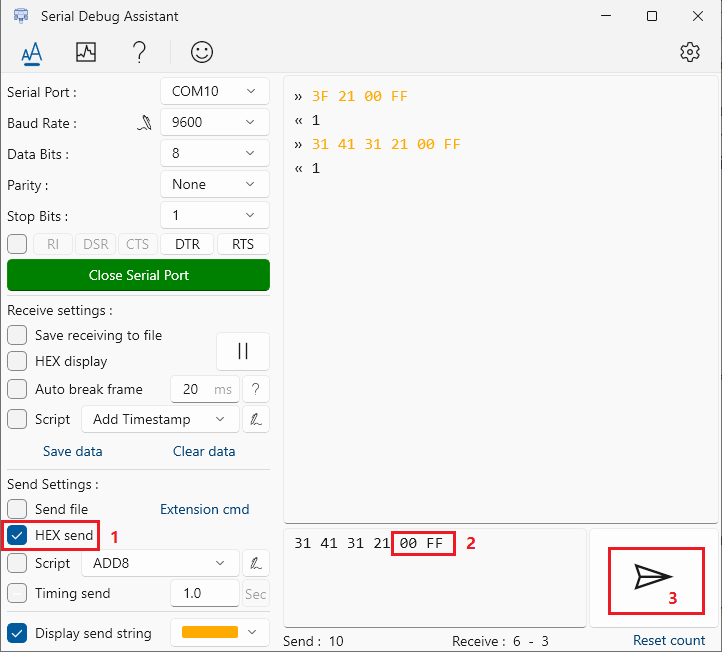 Serial Debug Assistant
AA
?
Serial Port :
COM10
Baud Rate :
9600
Data Bits :
8
Parity :
None
Stop Bits :
1
RI
DSR
CTS
DTR
RTS
Close Serial Port
Receive settings :
Save receiving to file
HEX display
Auto break frame
20 ms
?
Script
Add Timestamp
Save data
Clear data
Send Settings :
Send file
Extension cmd
HEX send
1
Script
ADD8
Timing send
1.0
Sec
Display send string
» 3F 21 00 FF
« 1
» 31 41 31 21 00 FF
« 1
31 41 31 21 00 FF
2
3
Send : 10
Receive : 6 - 3
Reset count